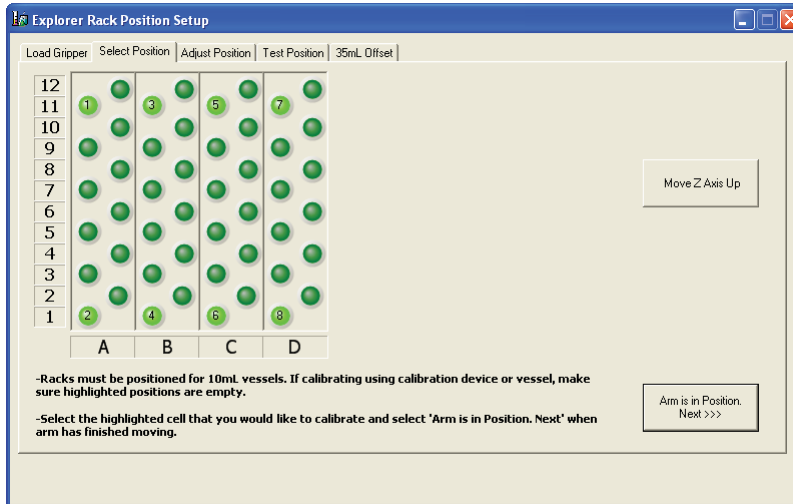 Explorer Rack Position Setup
Load Gripper Select Position Adjust Position Test Position 35mL Offset
12
11 1 3 5 7
10
9
8
7
6
5
4
3
2
1 2 4 6 8
A B C D
Move Z Axis Up
-Racks must be positioned for 10mL vessels. If calibrating using calibration device or vessel, make
sure highlighted positions are empty.
-Select the highlighted cell that you would like to calibrate and select 'Arm is in Position. Next' when
arm has finished moving.
Arm is in Position.
Next >>>